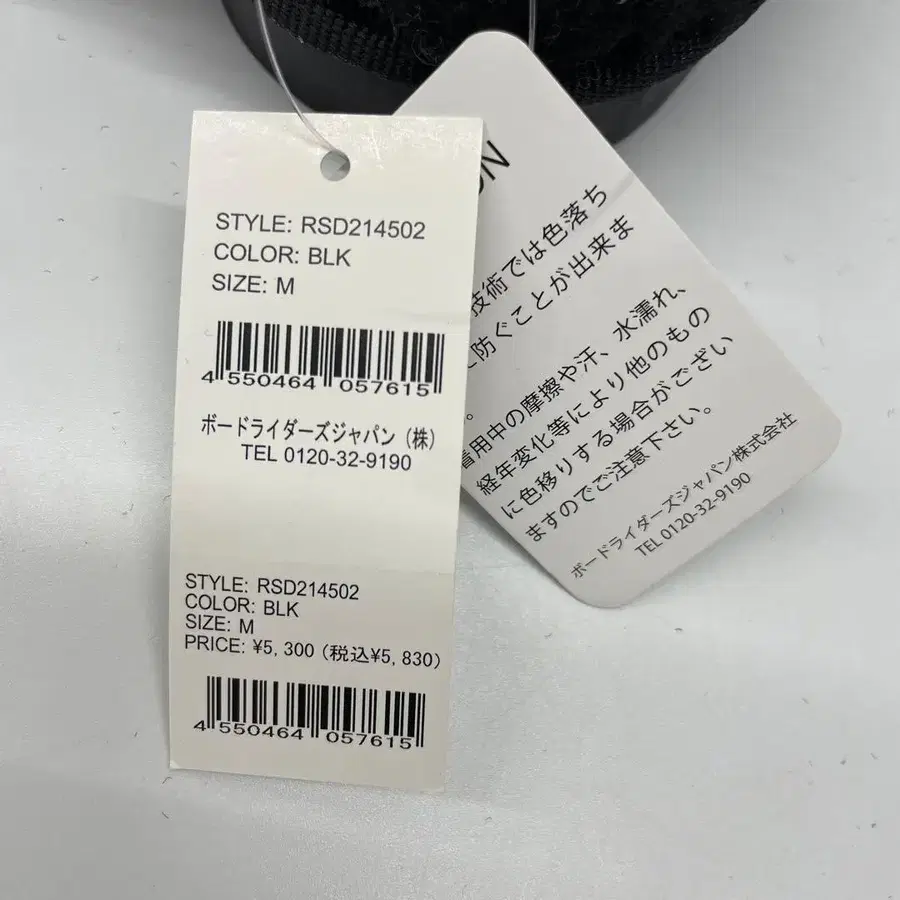 STYLE: RSD214502
COLOR: BLK
SIZE: M
4 550464 057615
ボードライダーズジャパン (株)
TEL 0120-32-9190
STYLE: RSD214502
COLOR: BLK
SIZE: M
PRICE: ¥5, 300 (税込¥5, 830)
4 550464 057615
技術では色落ち
防ぐことが出来ま
着用中の摩擦や汗、水濡れ、
経年変化等により他のもの
に色移りする場合がござい
ますのでご注意下さい。
ボードライダーズジャパン株式会社
TEL 0120-32-9190